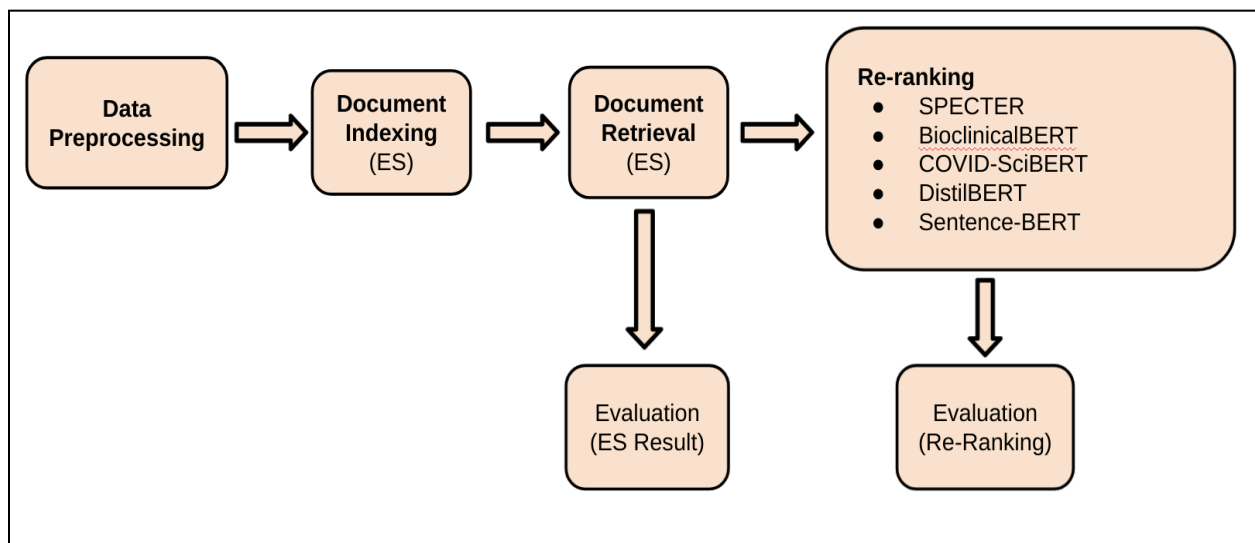 Data
Preprocessing
Document
Indexing
(ES)
Document
Retrieval
(ES)
Re-ranking
● SPECTER
● BioclinicalBERT
● COVID-SciBERT
● DistilBERT
● Sentence-BERT
Evaluation
(ES Result)
Evaluation
(Re-Ranking)